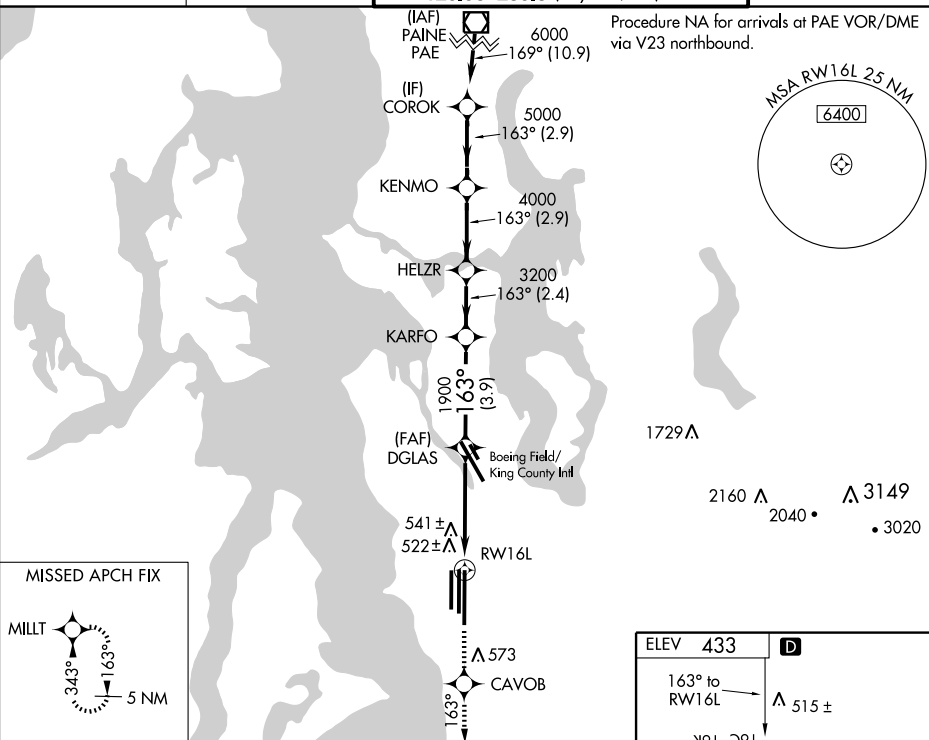 (IAF)
PAINE
PAE
6000
169° (10.9)
Procedure NA for arrivals at PAE VOR/DME
via V23 northbound.
MSA RW16L 25 NM
6400
(IF)
COROK
5000
163° (2.9)
KENMO
4000
163° (2.9)
HELZR
3200
163° (2.4)
KARFO
1900
163°
(3.9)
(FAF)
DGLAS
Boeing Field/
King County Intl
1729
2160
2040
3149
3020
541 ±
522 ±
RW16L
573
CAVOB
163°
MISSED APCH FIX
MILLT
343°
163°
5 NM
ELEV 433
D
163° to
RW16L
515 ±